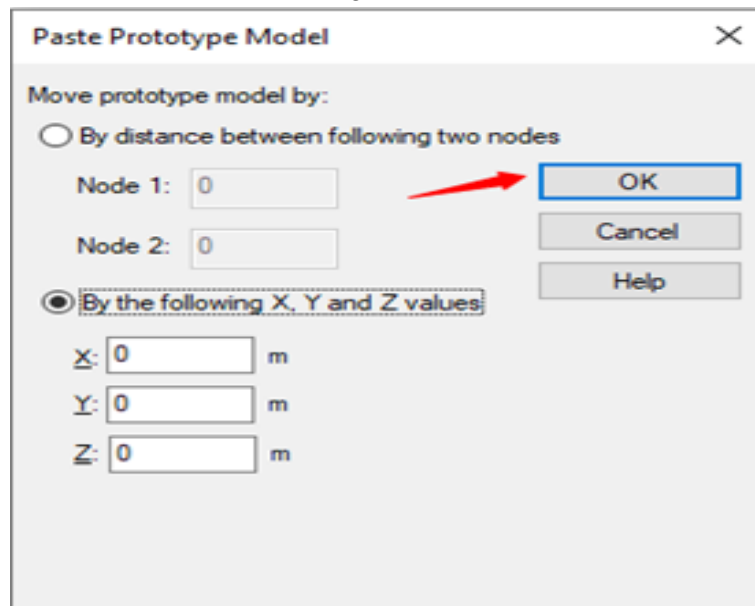 Paste Prototype Model
Move prototype model by:
By distance between following two nodes
Node 1: 0
OK
Node 2: 0
Cancel
Help
By the following X, Y and Z values
X: 0 m
Y: 0 m
Z: 0 m